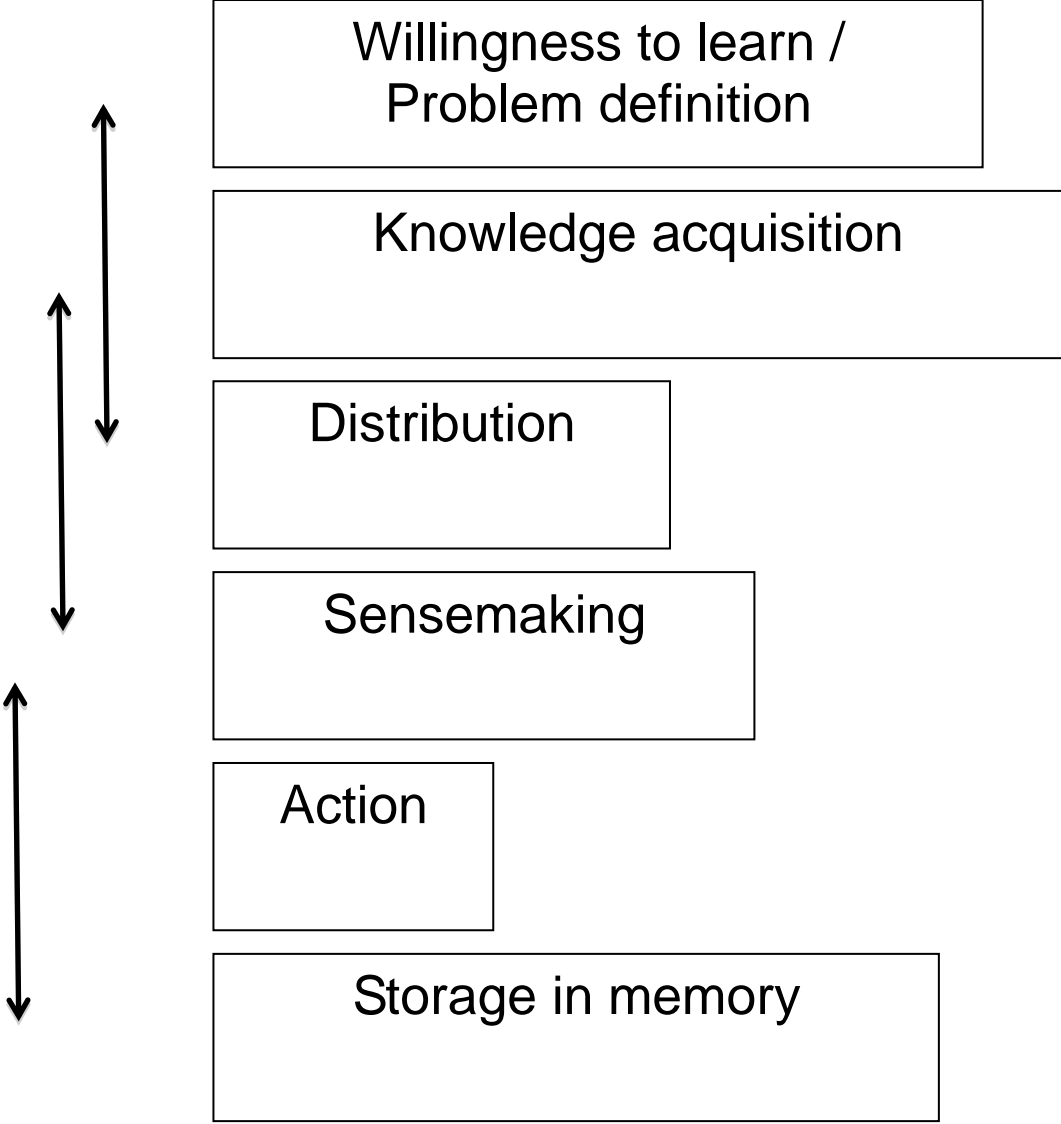 Willingness to learn /
Problem definition
Knowledge acquisition
Distribution
Sensemaking
Action
Storage in memory